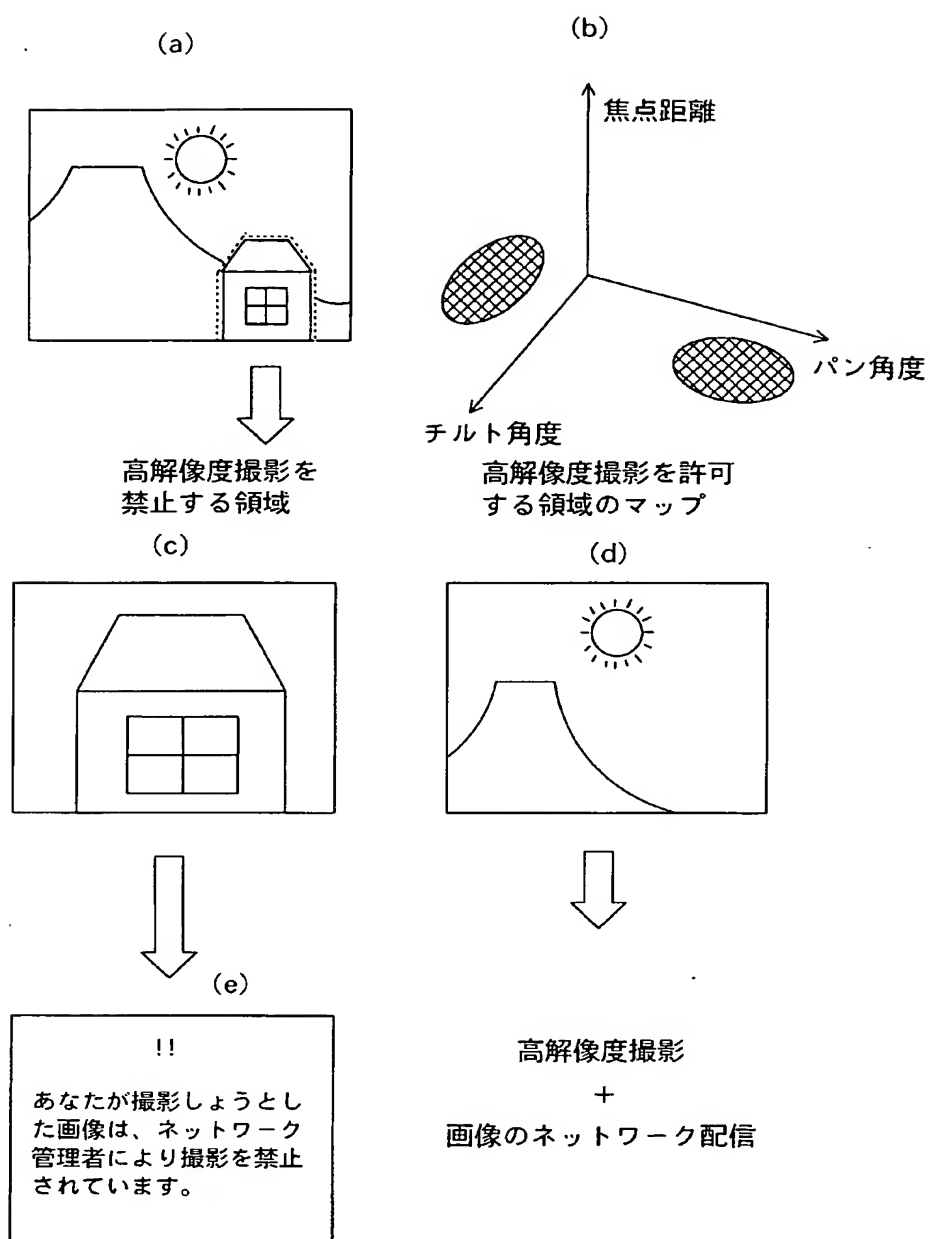 (a)
(b)
焦点距離
パン角度
チルト角度
高解像度撮影を
禁止する領域
高解像度撮影を許可
する領域のマップ
(c)
(d)
(e)
!!
あなたが撮影しょうとし
た画像は、ネットワーク
管理者により撮影を禁止
されています。
高解像度撮影
+
画像のネットワーク配信